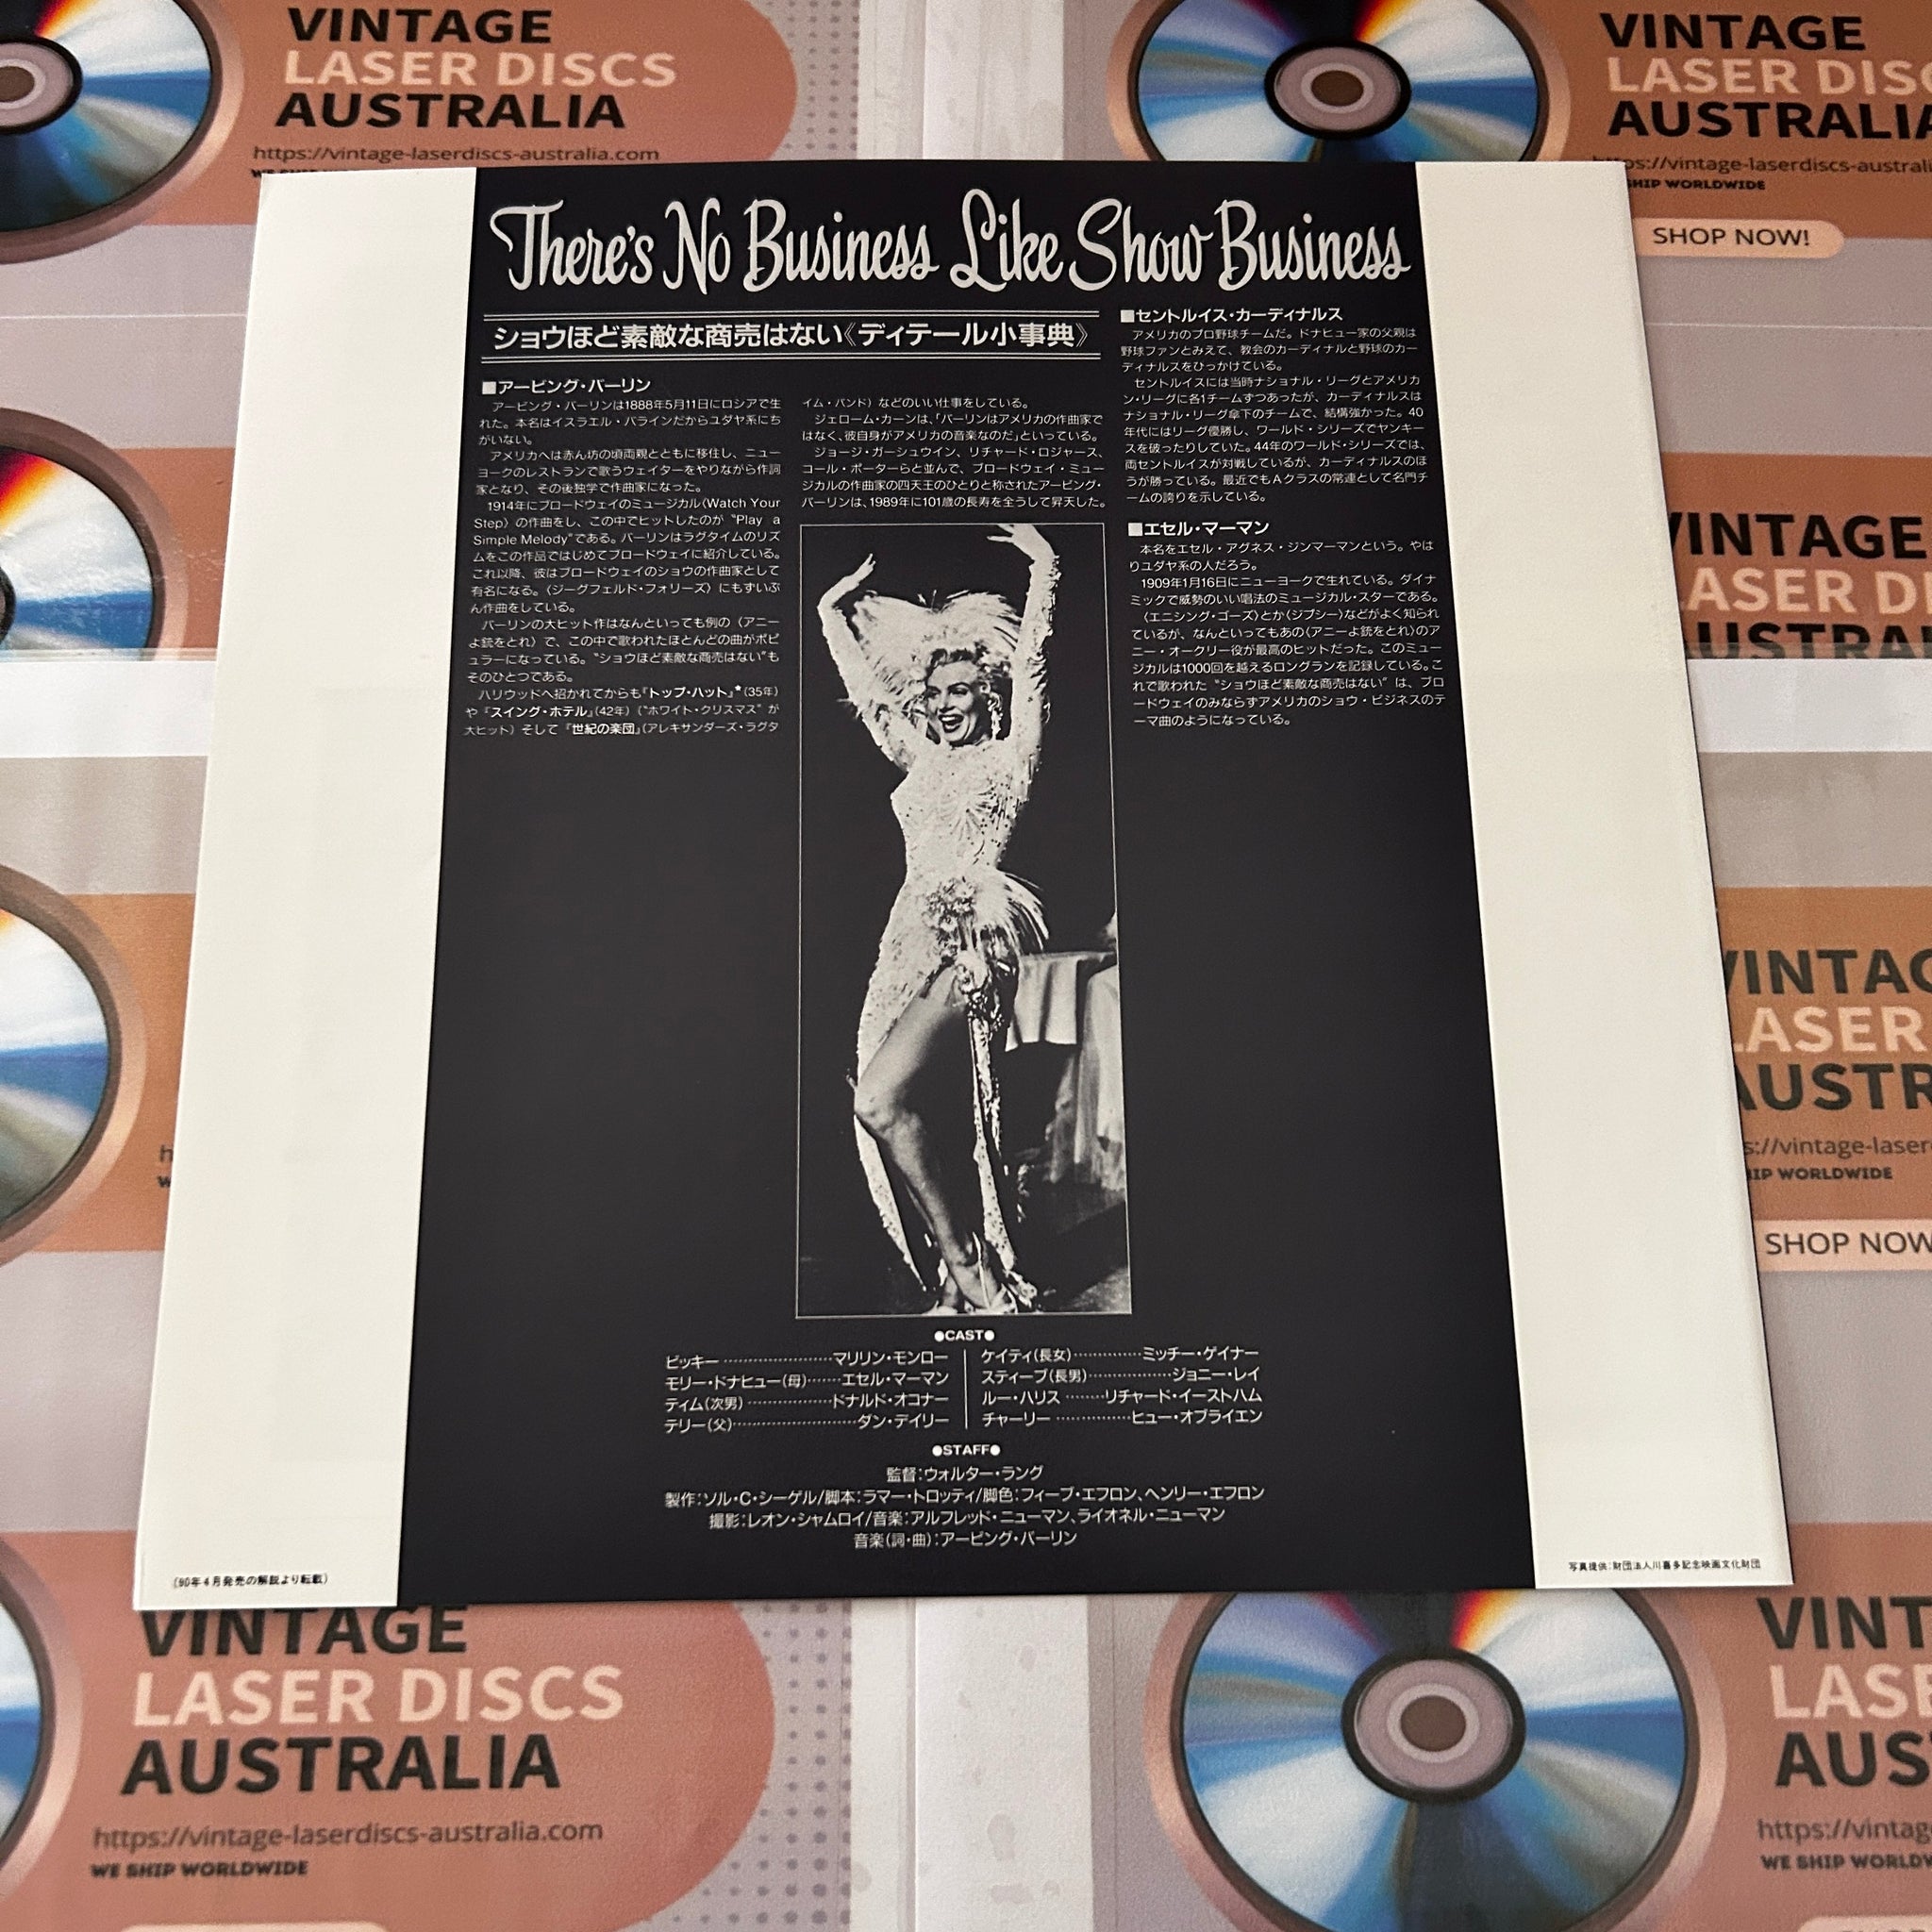 VINTAGE
LASER DISCS
AUSTRALIA
https://vintage-laserdiscs-australia.com
VINTAGE
LASER DISC
AUSTRALIA
https://vintage-laserdiscs-austral
SHIP WORLDWIDE
SHOP NOW!
There's No Business Like Show Business
ショウほど素敵な商売はない《ディテール小事典》
■アービング・バーリン
アービング・バーリンは1888年5月11日にロシアで生
れた。本名はイスラエル・バラインだからユダヤ系にち
がいない。
アメリカへは赤ん坊の頃両親とともに移住し、ニュー
ヨークのレストランで歌うウェイターをやりながら作詞
家となり、その後独学で作曲家になった。
1914年にブロードウェイのミュージカル〈Watch Your
Step〉の作曲をし、この中でヒットしたのが“Play a
Simple Melody”である。バーリンはラグタイムのリズ
ムをこの作品ではじめてブロードウェイに紹介している。
これ以降、彼はブロードウェイのショウの作曲家として
有名になる。〈ジーグフェルド・フォリーズ〉にもずいぶ
ん作曲をしている。
バーリンの大ヒット作はなんといっても例の〈アニー
よ銃をとれ〉で、この中で歌われたほとんどの曲がポピ
ュラーになっている。“ショウほど素敵な商売はない”も
そのひとつである。
ハリウッドへ招かれてからも『トップ・ハット』★(35年)
や『スイング・ホテル』(42年)(“ホワイト・クリスマス”が
大ヒット)そして『世紀の楽団』(アレキサンダーズ・ラグタ
イム・バンド)などのいい仕事をしている。
ジェローム・カーンは、「バーリンはアメリカの作曲家で
はなく、彼自身がアメリカの音楽なのだ」といっている。
ジョージ・ガーシュウイン、リチャード・ロジャース、
コール・ポーターらと並んで、ブロードウェイ・ミュー
ジカルの作曲家の四天王のひとりと称されたアービング・
バーリンは、1989年に101歳の長寿を全うして昇天した。
■セントルイス・カーディナルス
アメリカのプロ野球チームだ。ドナヒュー家の父親は
野球ファンとみえて、教会のカーディナルと野球のカー
ディナルスをひっかけている。
セントルイスには当時ナショナル・リーグとアメリカ
ン・リーグに各1チームずつあったが、カーディナルスは
ナショナル・リーグ傘下のチームで、結構強かった。40
年代にはリーグ優勝し、ワールド・シリーズでヤンキー
スを破ったりしていた。44年のワールド・シリーズでは、
両セントルイスが対戦しているが、カーディナルスのほ
うが勝っている。最近でもAクラスの常連として名門チ
ームの誇りを示している。
■エセル・マーマン
本名をエセル・アグネス・ジンマーマンという。やは
りユダヤ系の人だろう。
1909年1月16日にニューヨークで生れている。ダイナ
ミックで威勢のいい唱法のミュージカル・スターである。
〈エニシング・ゴーズ〉とか〈ジプシー〉などがよく知られ
ているが、なんといってもあの〈アニーよ銃をとれ〉のア
ニー・オークリー役が最高のヒットだった。このミュー
ジカルは1000回を越えるロングランを記録している。こ
れで歌われた“ショウほど素敵な商売はない”は、ブロ
ードウェイのみならずアメリカのショウ・ビジネスのテ
ーマ曲のようになっている。
●CAST●
ビッキー……………………マリリン・モンロー
モリー・ドナヒュー(母)……エセル・マーマン
ティム(次男)………………ドナルド・オコナー
テリー(父)………………………ダン・デイリー
ケイティ(長女)……………ミッチー・ゲイナー
スティーブ(長男)………………ジョニー・レイ
ルー・ハリス………リチャード・イーストハム
チャーリー……………ヒュー・オブライエン
●STAFF●
監督:ウォルター・ラング
製作:ソル・C・シーゲル/脚本:ラマー・トロッティ/脚色:フィーブ・エフロン、ヘンリー・エフロン
撮影:レオン・シャムロイ/音楽:アルフレッド・ニューマン、ライオネル・ニューマン
音楽(詞・曲):アービング・バーリン
(90年4月発売の解説より転載)
写真提供:財団法人川喜多記念映画文化財団
VINTAGE
LASER DI
AUSTRAL
VINTAG
LASER
AUSTR
s://vintage-laser
HIP WORLDWIDE
SHOP NOW
VINTAGE
LASER DISCS
AUSTRALIA
https://vintage-laserdiscs-australia.com
WE SHIP WORLDWIDE
VINT
LASE
AUS
https://vintag
WE SHIP WORLD